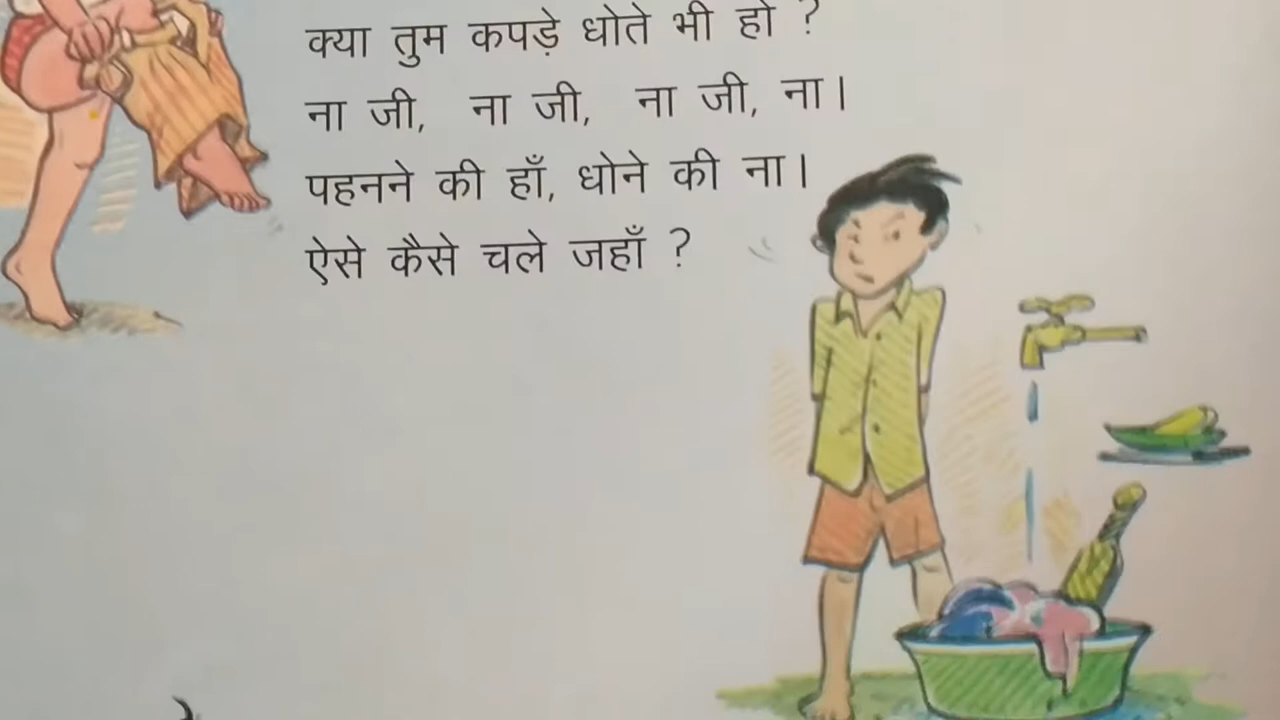 क्या तुम कपड़े धोते भी हो ?
ना जी, ना जी, ना जी, ना।
पहनने की हाँ, धोने की ना।
ऐसे कैसे चले जहाँ ?